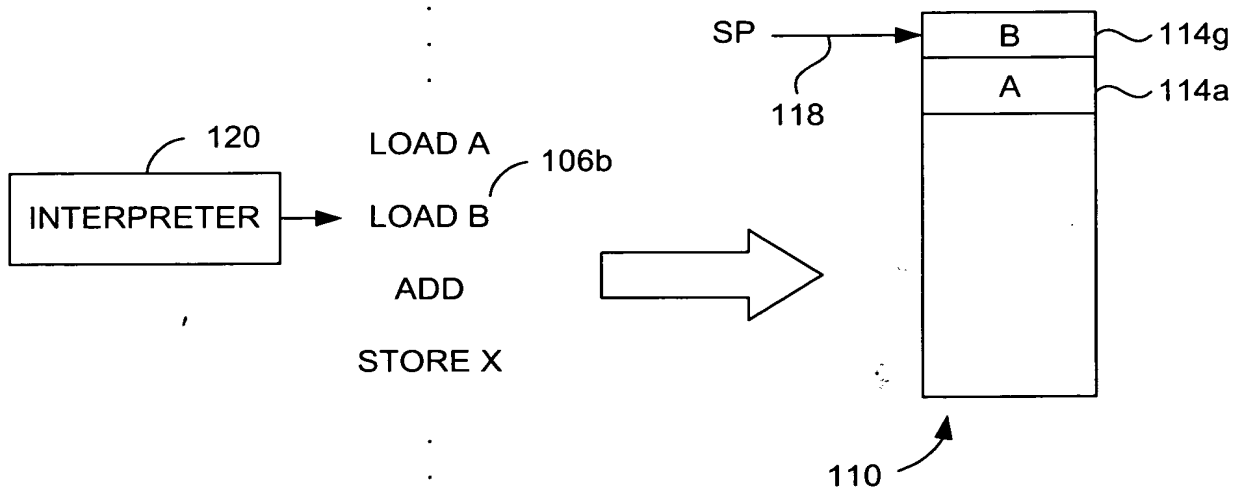 SP
B
114g
A
114a
118
120
LOAD A
106b
INTERPRETER
LOAD B
ADD
STORE X
110